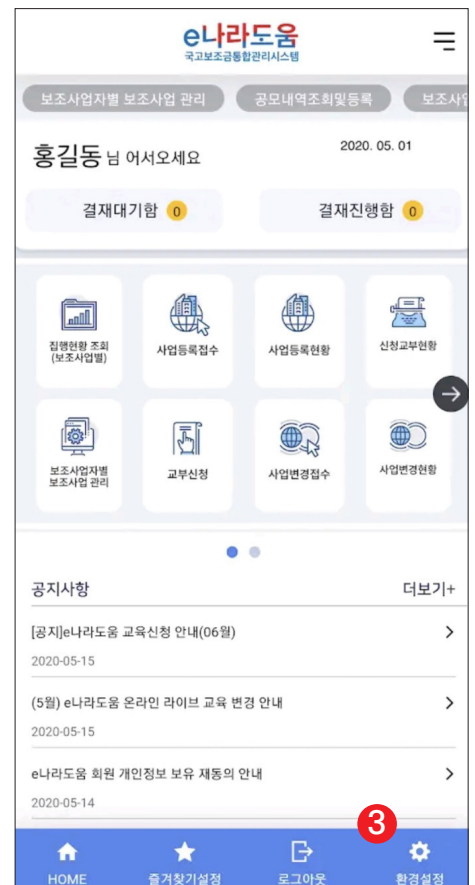 e나라도움
국고보조금통합관리시스템
보조사업자별 보조사업 관리 공모내역조회및등록 보조사업
홍길동 님 어서오세요 2020. 05. 01
결재대기함 0 결재진행함 0
집행현황 조회
(보조사업별)
사업등록접수
사업등록현황
신청교부현황
보조사업자별
보조사업 관리
교부신청
사업변경접수
사업변경현황
공지사항 더보기+
[공지]e나라도움 교육신청 안내(06월)
2020-05-15
(5월) e나라도움 온라인 라이브 교육 변경 안내
2020-05-15
e나라도움 회원 개인정보 보유 재동의 안내
2020-05-14
3
HOME 즐겨찾기설정 로그아웃 환경설정